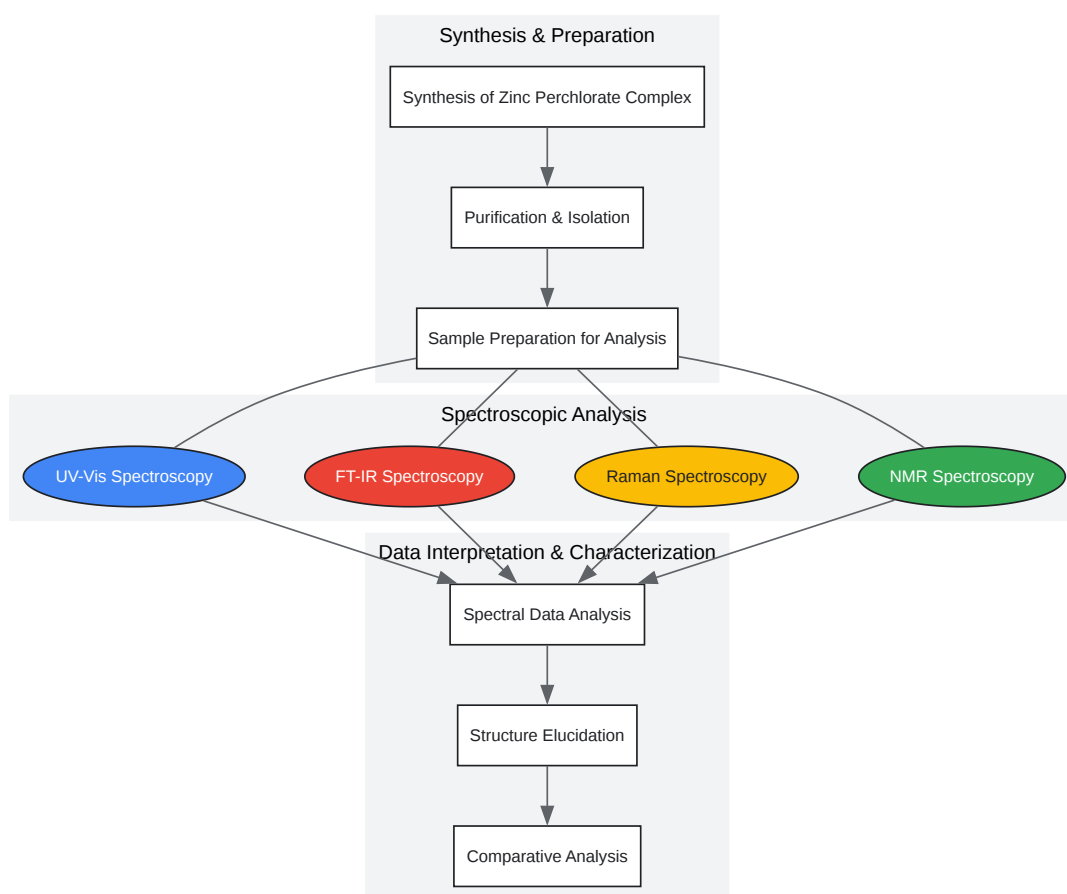 Synthesis & Preparation
Synthesis of Zinc Perchlorate Complex
Purification & Isolation
Sample Preparation for Analysis
Spectroscopic Analysis
UV-Vis Spectroscopy
FT-IR Spectroscopy
Raman Spectroscopy
NMR Spectroscopy
Data Interpretation & Characterization
Spectral Data Analysis
Structure Elucidation
Comparative Analysis